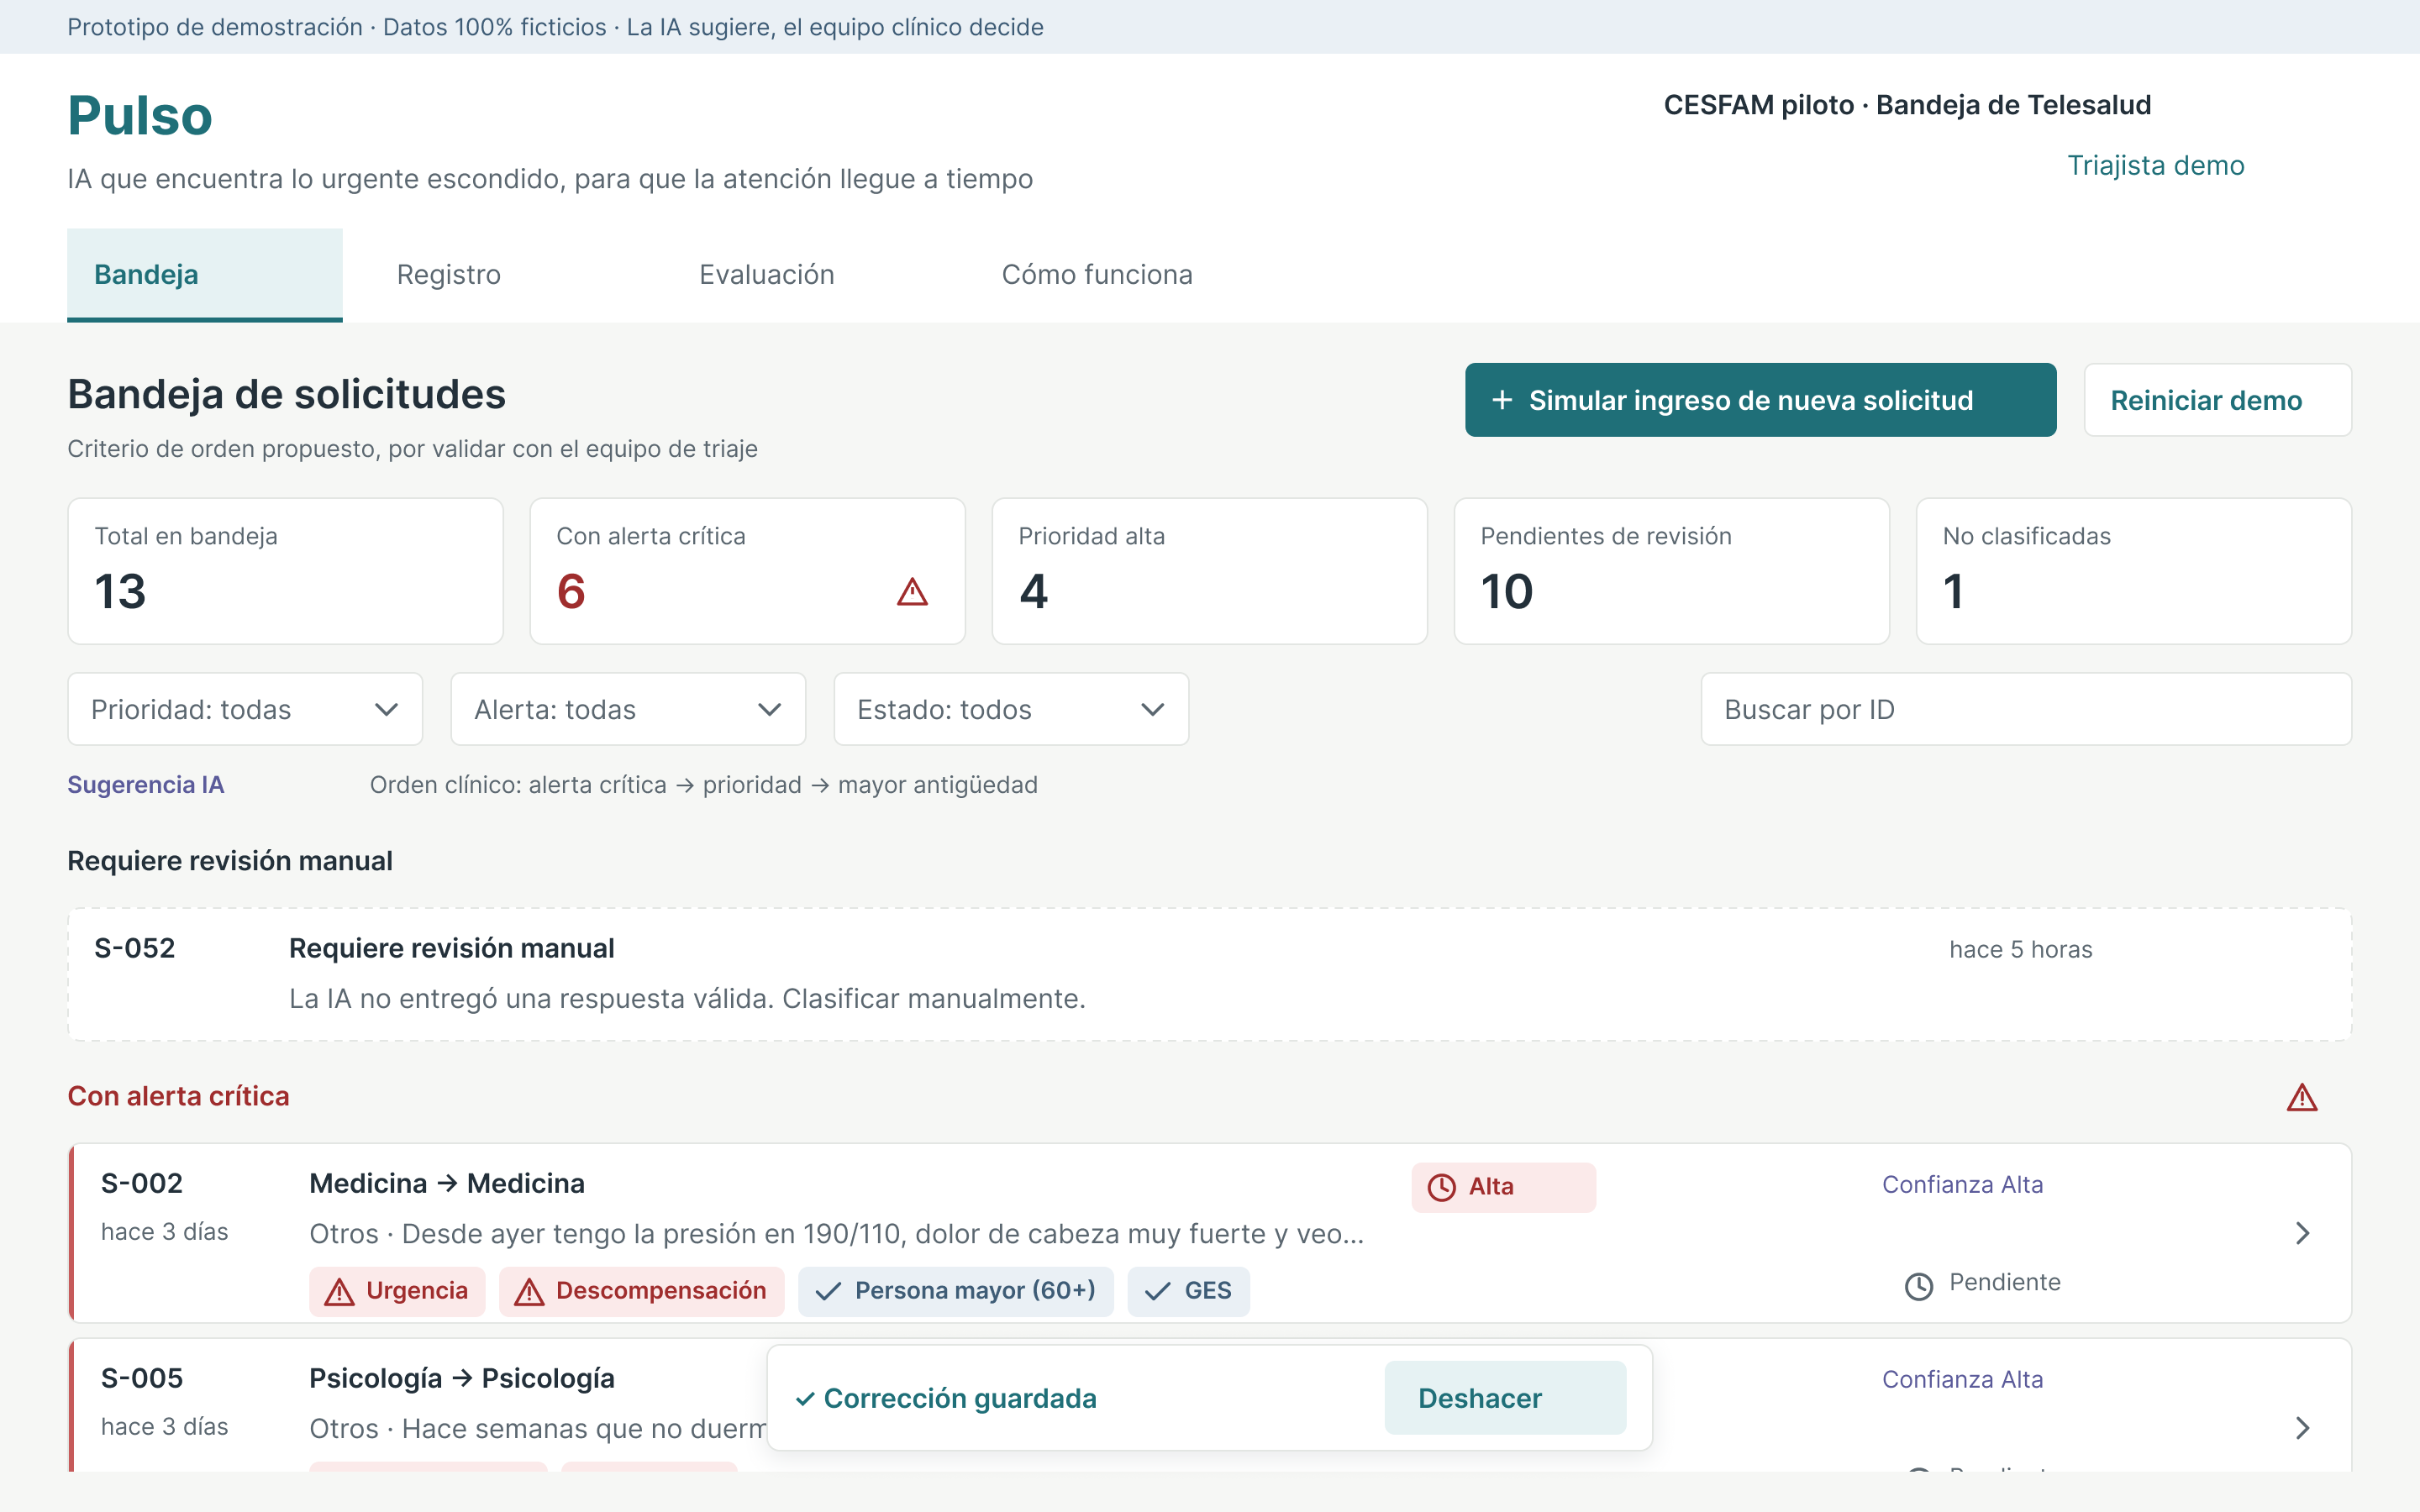 Prototipo de demostración · Datos 100% ficticios · La IA sugiere, el equipo clínico decide
Pulso
CESFAM piloto · Bandeja de Telesalud
IA que encuentra lo urgente escondido, para que la atención llegue a tiempo
Triajista demo
Bandeja
Registro
Evaluación
Cómo funciona
Bandeja de solicitudes
+ Simular ingreso de nueva solicitud
Reiniciar demo
Criterio de orden propuesto, por validar con el equipo de triaje
Total en bandeja
13
Con alerta crítica
6
Prioridad alta
4
Pendientes de revisión
10
No clasificadas
1
Prioridad: todas
Alerta: todas
Estado: todos
Buscar por ID
Sugerencia IA
Orden clínico: alerta crítica → prioridad → mayor antigüedad
Requiere revisión manual
S-052
Requiere revisión manual
hace 5 horas
La IA no entregó una respuesta válida. Clasificar manualmente.
Con alerta crítica
S-002
Medicina → Medicina
Alta
Confianza Alta
hace 3 días
Otros · Desde ayer tengo la presión en 190/110, dolor de cabeza muy fuerte y veo...
Urgencia
Descompensación
Persona mayor (60+)
GES
Pendiente
S-005
Psicología → Psicología
Confianza Alta
hace 3 días
Otros · Hace semanas que no
✓ Corrección guardada
Deshacer